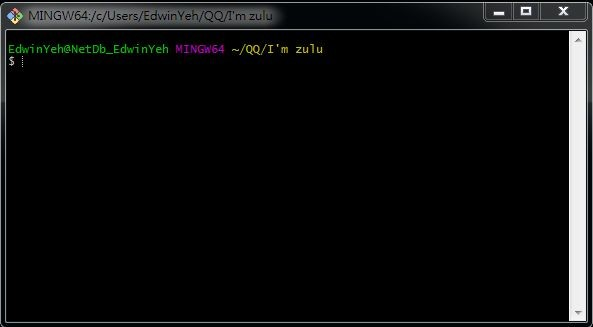 MINGW64:/c/Users/EdwinYeh/QQ/I'm zulu
EdwinYeh@NetDb_EdwinYeh MINGW64 ~/QQ/I'm zulu
$